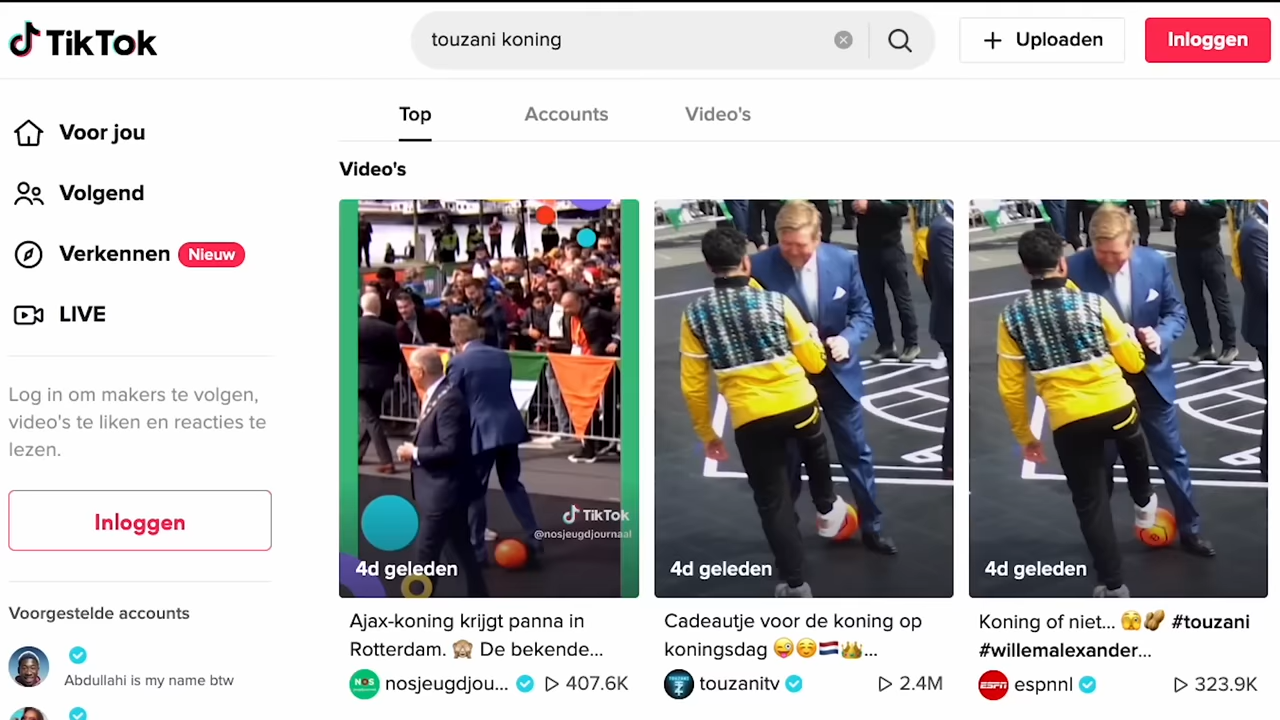 TikTok
touzani koning
Uploaden
Inloggen
Voor jou
Volgend
Verkennen Nieuw
LIVE
Log in om makers te volgen,
video's te liken en reacties te
lezen.
Inloggen
Voorgestelde accounts
Abdullahi is my name btw
Top Accounts Video's
Video's
TikTok
@nosjeugdjournaal
4d geleden
Ajax-koning krijgt panna in
Rotterdam. 🙈 De bekende...
NOS nosjeugdjou... 407.6K
4d geleden
Cadeautje voor de koning op
koningsdag 😜☺️🇳🇱👑...
touzanitv 2.4M
4d geleden
Koning of niet... 🫣🥜 #touzani
#willemalexander...
ESPN espnnl 323.9K